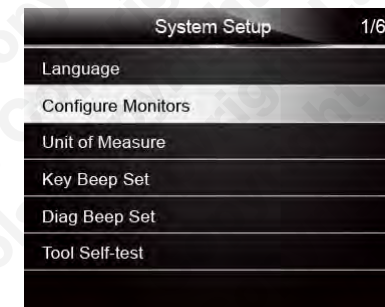 System Setup 1/6
Language
Configure Monitors
Unit of Measure
Key Beep Set
Diag Beep Set
Tool Self-test